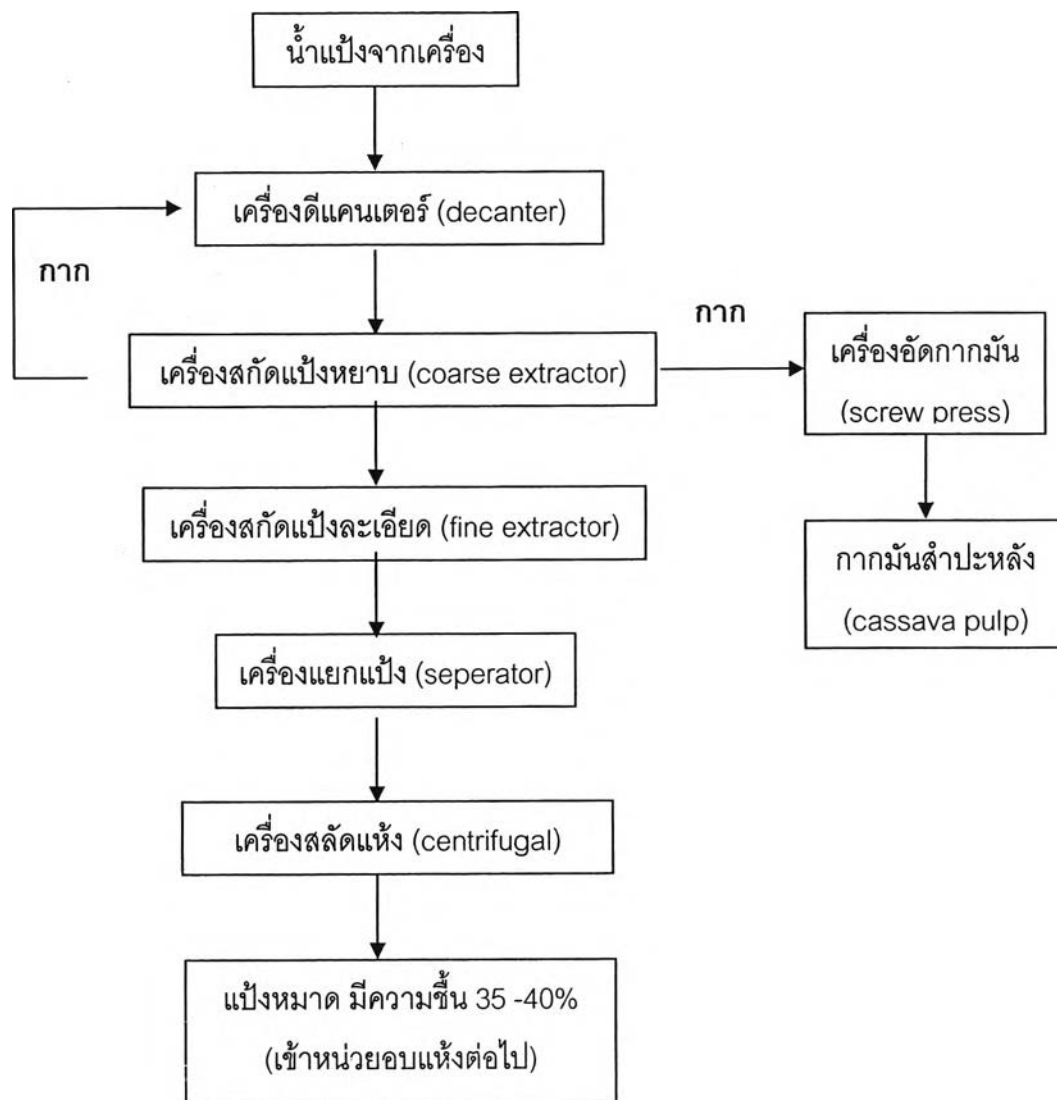 น้ำแป้งจากเครื่อง
เครื่องดีแคนเตอร์ (decanter)
กาก
กาก
เครื่องสกัดแป้งหยาบ (coarse extractor)
เครื่องอัดกากมัน
(screw press)
เครื่องสกัดแป้งละเอียด (fine extractor)
กากมันสำปะหลัง
(cassava pulp)
เครื่องแยกแป้ง (seperator)
เครื่องสลัดแห้ง (centrifugal)
แป้งหมาด มีความชื้น 35 -40%
(เข้าหน่วยอบแห้งต่อไป)